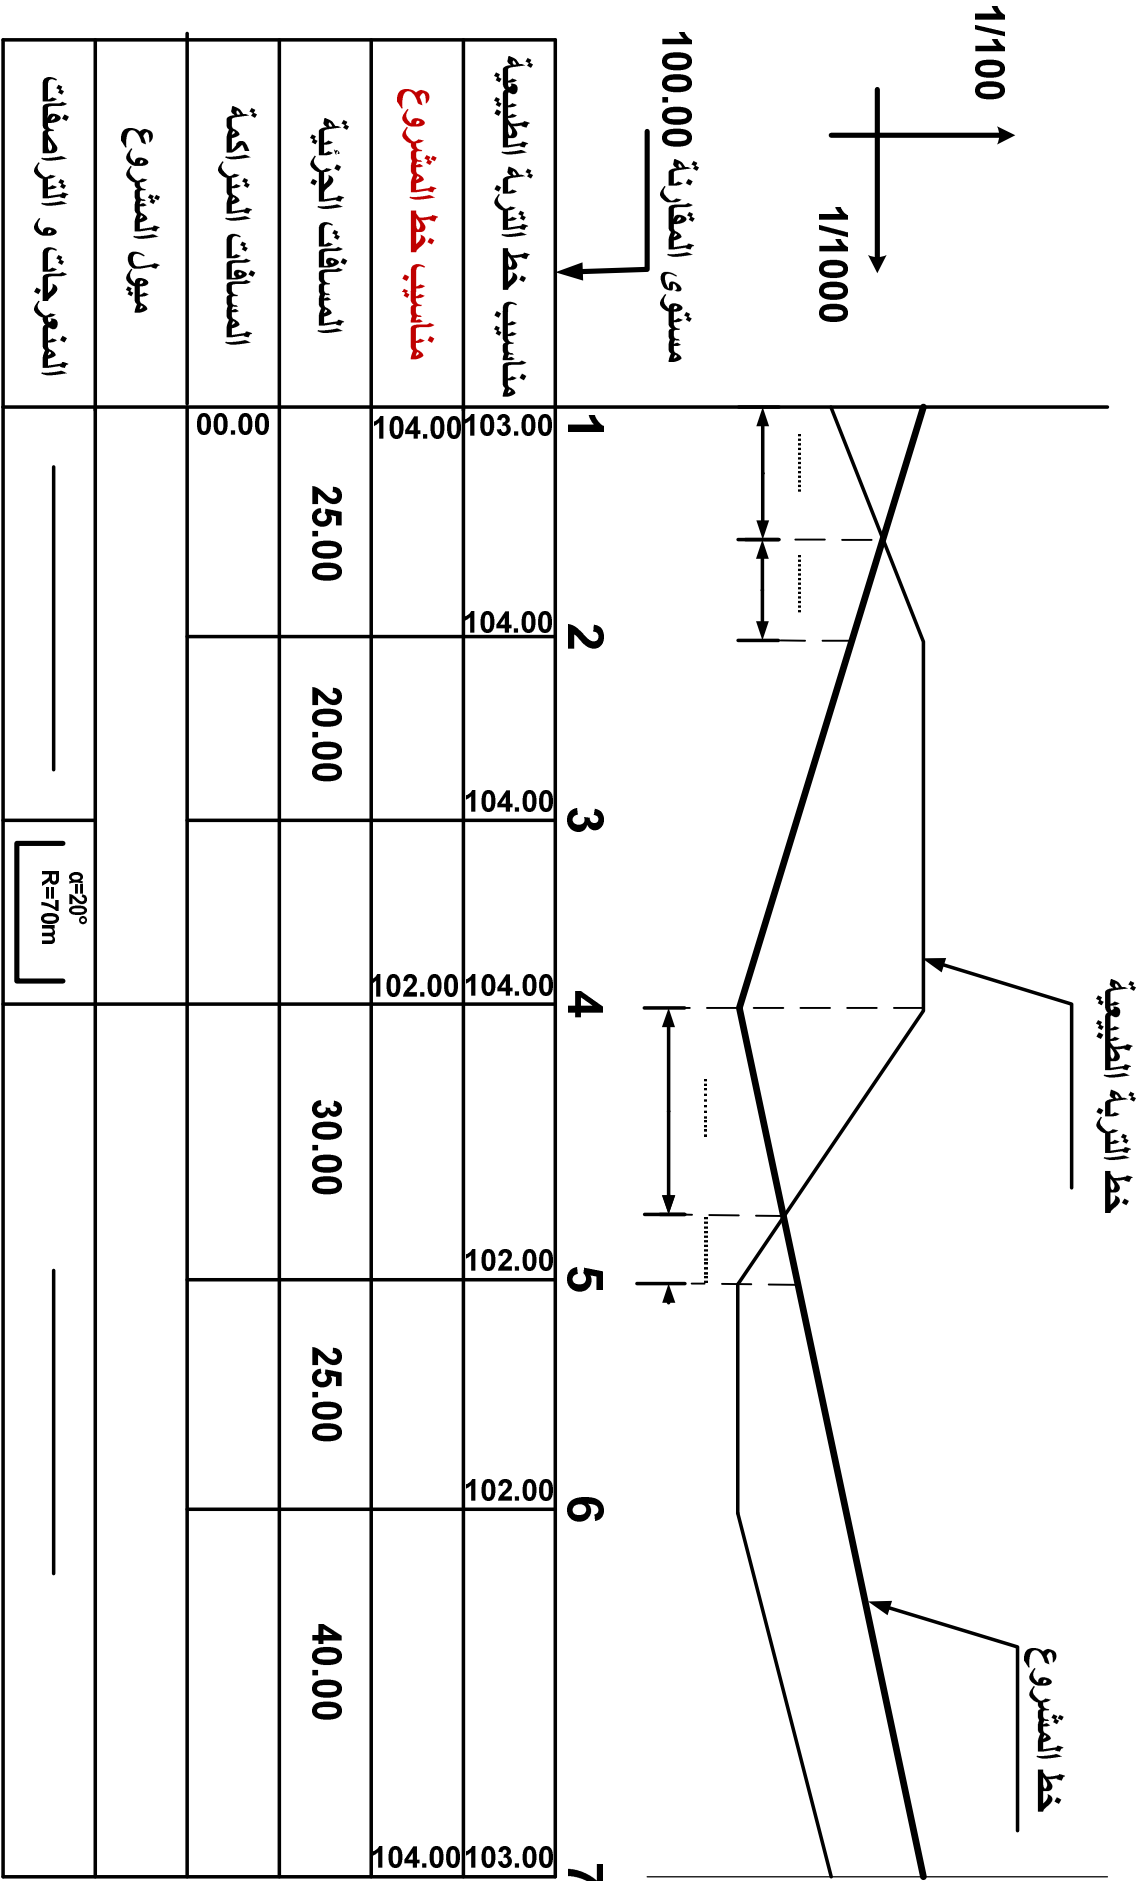 1/100
1/1000
100.00 مستوى المقارنة
خط التربة الطبيعية
خط المشروع
1 2 3 4 5 6 7
مناسيب خط التربة الطبيعية
103.00 104.00 104.00 104.00 102.00 102.00 103.00
مناسيب خط المشروع
104.00 102.00 104.00
المسافات الجزئية
25.00 20.00 30.00 25.00 40.00
المسافات المتراكمة
00.00
ميول المشروع
المنعرجات و التراصفات
α=20°
R=70m